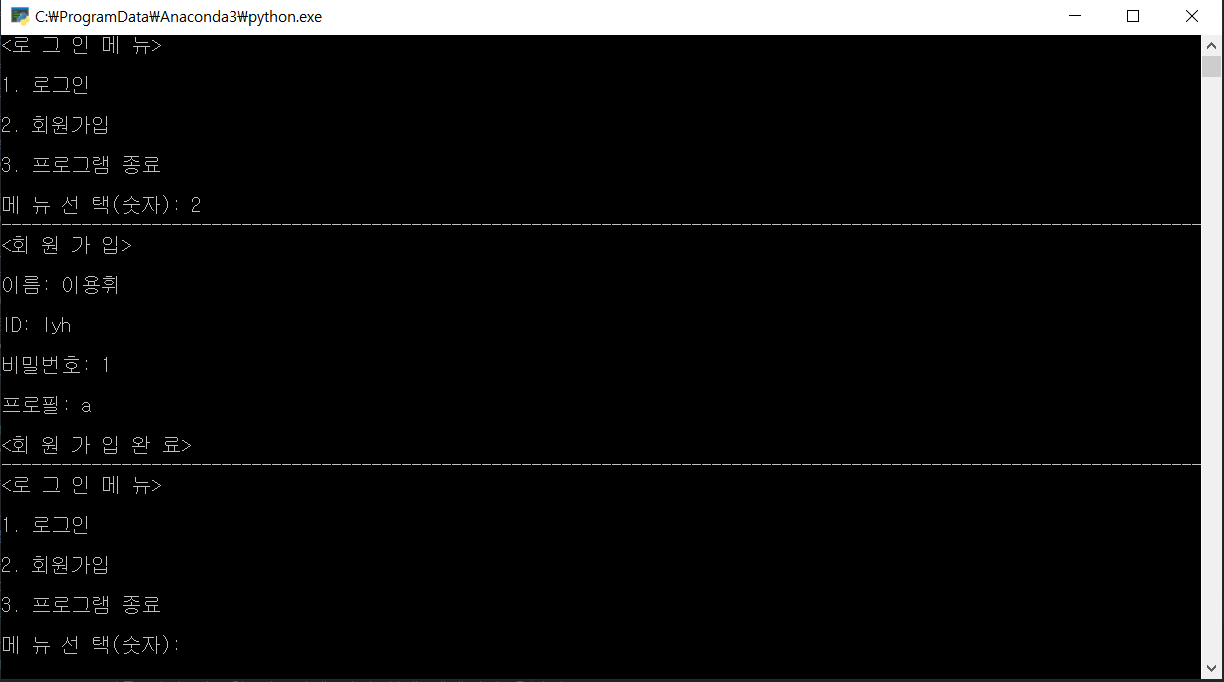 C:₩ProgramData₩Anaconda3₩python.exe
<로 그 인 메 뉴>
1. 로그인
2. 회원가입
3. 프로그램 종료
메 뉴 선 택(숫자): 2
<회 원 가 입>
이름: 이용휘
ID: lyh
비밀번호: 1
프로필: a
<회 원 가 입 완 료>
<로 그 인 메 뉴>
1. 로그인
2. 회원가입
3. 프로그램 종료
메 뉴 선 택(숫자):